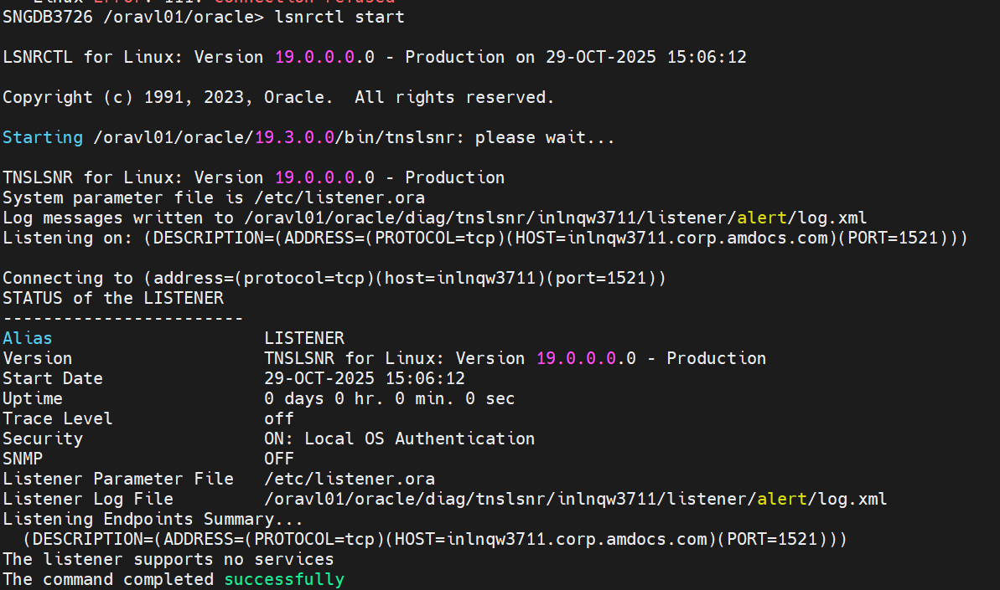 Linux Error: 111: Connection refused
SNGDB3726 /oravl01/oracle> lsnrctl start
LSNRCTL for Linux: Version 19.0.0.0.0 - Production on 29-OCT-2025 15:06:12
Copyright (c) 1991, 2023, Oracle.  All rights reserved.
Starting /oravl01/oracle/19.3.0.0/bin/tnslsnr: please wait...
TNSLSNR for Linux: Version 19.0.0.0.0 - Production
System parameter file is /etc/listener.ora
Log messages written to /oravl01/oracle/diag/tnslsnr/inlnqw3711/listener/alert/log.xml
Listening on: (DESCRIPTION=(ADDRESS=(PROTOCOL=tcp)(HOST=inlnqw3711.corp.amdocs.com)(PORT=1521)))
Connecting to (address=(protocol=tcp)(host=inlnqw3711)(port=1521))
STATUS of the LISTENER
------------------------
Alias                     LISTENER
Version                   TNSLSNR for Linux: Version 19.0.0.0.0 - Production
Start Date                29-OCT-2025 15:06:12
Uptime                    0 days 0 hr. 0 min. 0 sec
Trace Level               off
Security                  ON: Local OS Authentication
SNMP                      OFF
Listener Parameter File   /etc/listener.ora
Listener Log File         /oravl01/oracle/diag/tnslsnr/inlnqw3711/listener/alert/log.xml
Listening Endpoints Summary...
  (DESCRIPTION=(ADDRESS=(PROTOCOL=tcp)(HOST=inlnqw3711.corp.amdocs.com)(PORT=1521)))
The listener supports no services
The command completed successfully